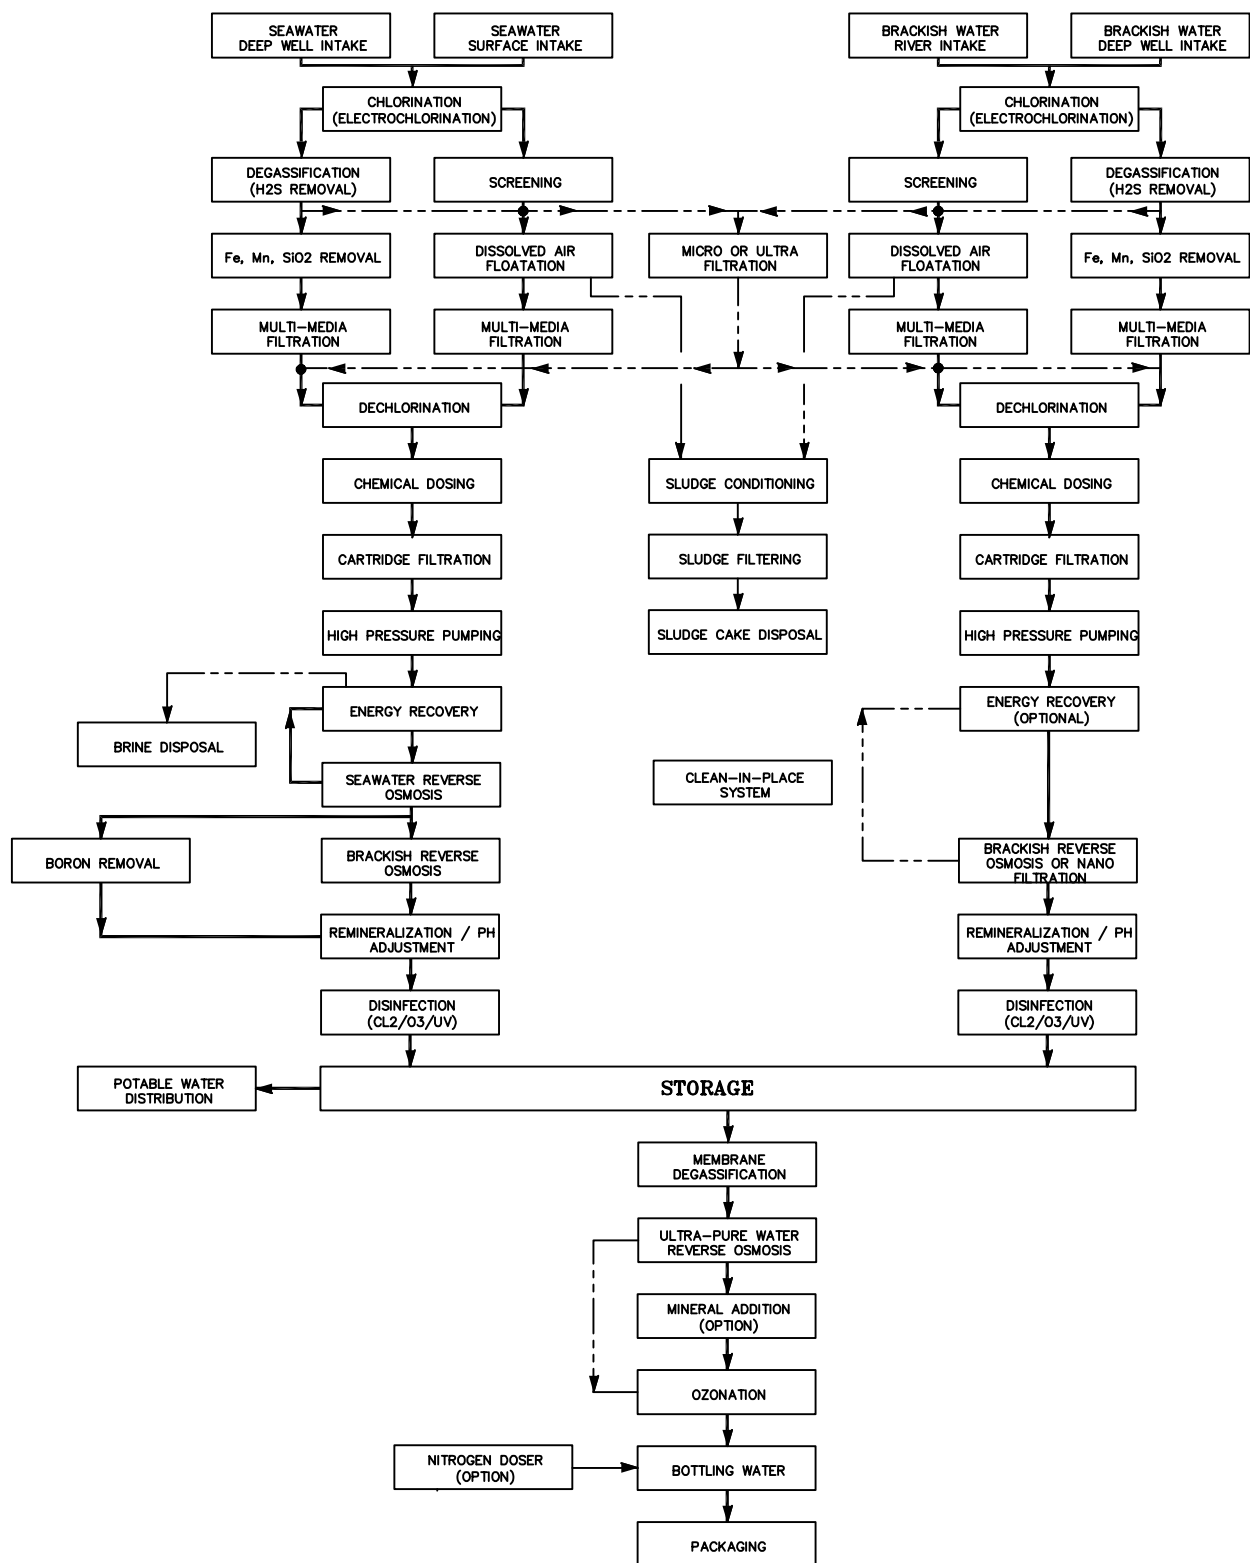 SEAWATER
DEEP WELL INTAKE
SEAWATER
SURFACE INTAKE
BRACKISH WATER
RIVER INTAKE
BRACKISH WATER
DEEP WELL INTAKE
CHLORINATION
(ELECTROCHLORINATION)
CHLORINATION
(ELECTROCHLORINATION)
DEGASSIFICATION
(H2S REMOVAL)
SCREENING
SCREENING
DEGASSIFICATION
(H2S REMOVAL)
Fe, Mn, SiO2 REMOVAL
DISSOLVED AIR
FLOATATION
MICRO OR ULTRA
FILTRATION
DISSOLVED AIR
FLOATATION
Fe, Mn, SiO2 REMOVAL
MULTI-MEDIA
FILTRATION
MULTI-MEDIA
FILTRATION
MULTI-MEDIA
FILTRATION
MULTI-MEDIA
FILTRATION
DECHLORINATION
DECHLORINATION
CHEMICAL DOSING
SLUDGE CONDITIONING
CHEMICAL DOSING
CARTRIDGE FILTRATION
SLUDGE FILTERING
CARTRIDGE FILTRATION
HIGH PRESSURE PUMPING
SLUDGE CAKE DISPOSAL
HIGH PRESSURE PUMPING
ENERGY RECOVERY
ENERGY RECOVERY
(OPTIONAL)
BRINE DISPOSAL
SEAWATER REVERSE
OSMOSIS
CLEAN-IN-PLACE
SYSTEM
BORON REMOVAL
BRACKISH REVERSE
OSMOSIS
BRACKISH REVERSE
OSMOSIS OR NANO
FILTRATION
REMINERALIZATION / PH
ADJUSTMENT
REMINERALIZATION / PH
ADJUSTMENT
DISINFECTION
(CL2/O3/UV)
DISINFECTION
(CL2/O3/UV)
POTABLE WATER
DISTRIBUTION
STORAGE
MEMBRANE
DEGASSIFICATION
ULTRA-PURE WATER
REVERSE OSMOSIS
MINERAL ADDITION
(OPTION)
OZONATION
NITROGEN DOSER
(OPTION)
BOTTLING WATER
PACKAGING